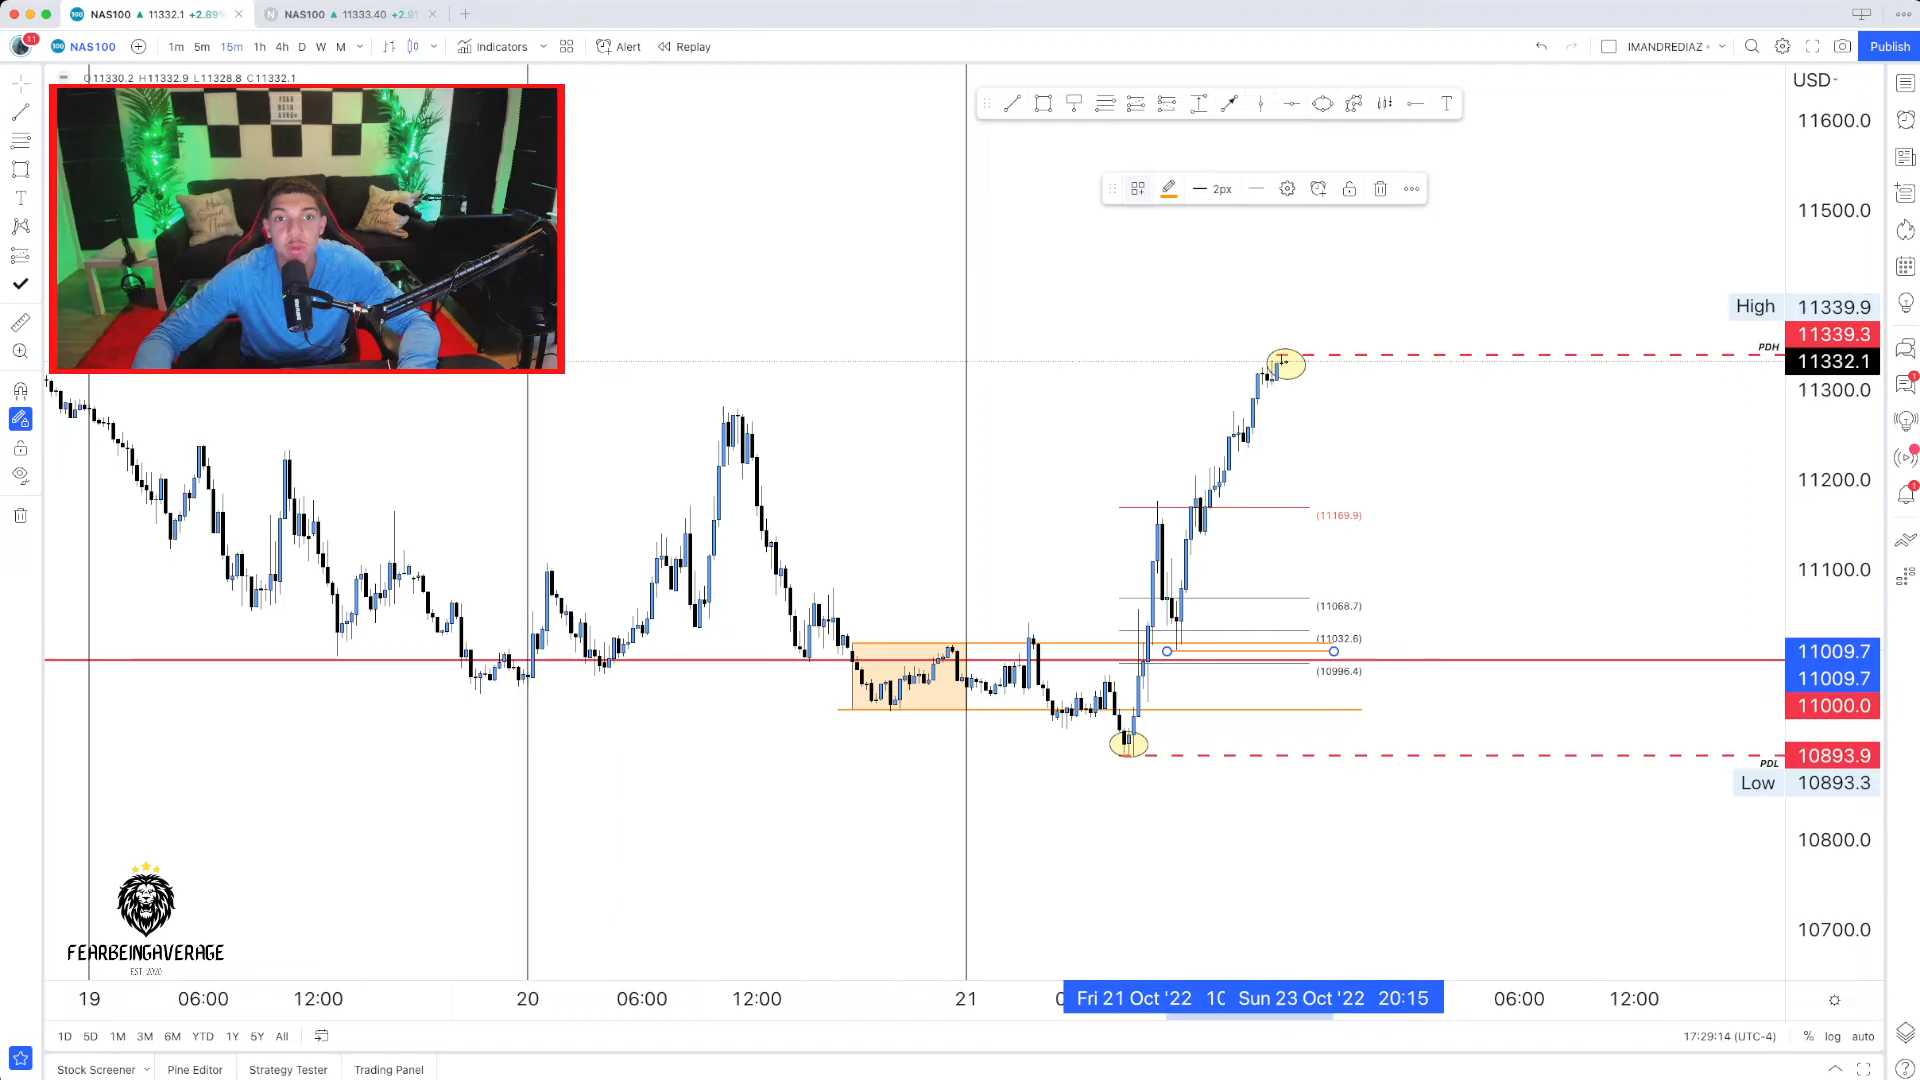 NAS100 ▲ 11332.1 +2.89%
NAS100 ▲ 11333.40 +2.9
11 NAS100 1m 5m 15m 1h 4h D W M Indicators Alert Replay IMANDREDIAZ Publish
O11330.2 H11332.9 L11328.8 C11332.1
USD
FEAR
BEIN
2px
11600.0
11500.0
High 11339.9
11339.3
PDH
11332.1
11300.0
11200.0
(11169.9)
11100.0
(11068.7)
(11032.6)
11009.7
(10996.4)
11009.7
11000.0
10893.9
PDL
Low 10893.3
10800.0
10700.0
FEARBEINGAVERAGE
EST. 2020
19 06:00 12:00 20 06:00 12:00 21 Fri 21 Oct '22 Sun 23 Oct '22 20:15 06:00 12:00
1D 5D 1M 3M 6M YTD 1Y 5Y All 17:29:14 (UTC-4) % log auto
Stock Screener Pine Editor Strategy Tester Trading Panel